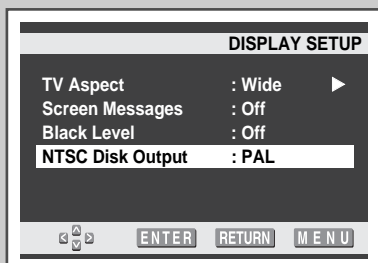 DISPLAY SETUP
TV Aspect : Wide
Screen Messages : Off
Black Level : Off
NTSC Disk Output : PAL
ENTER RETURN MENU